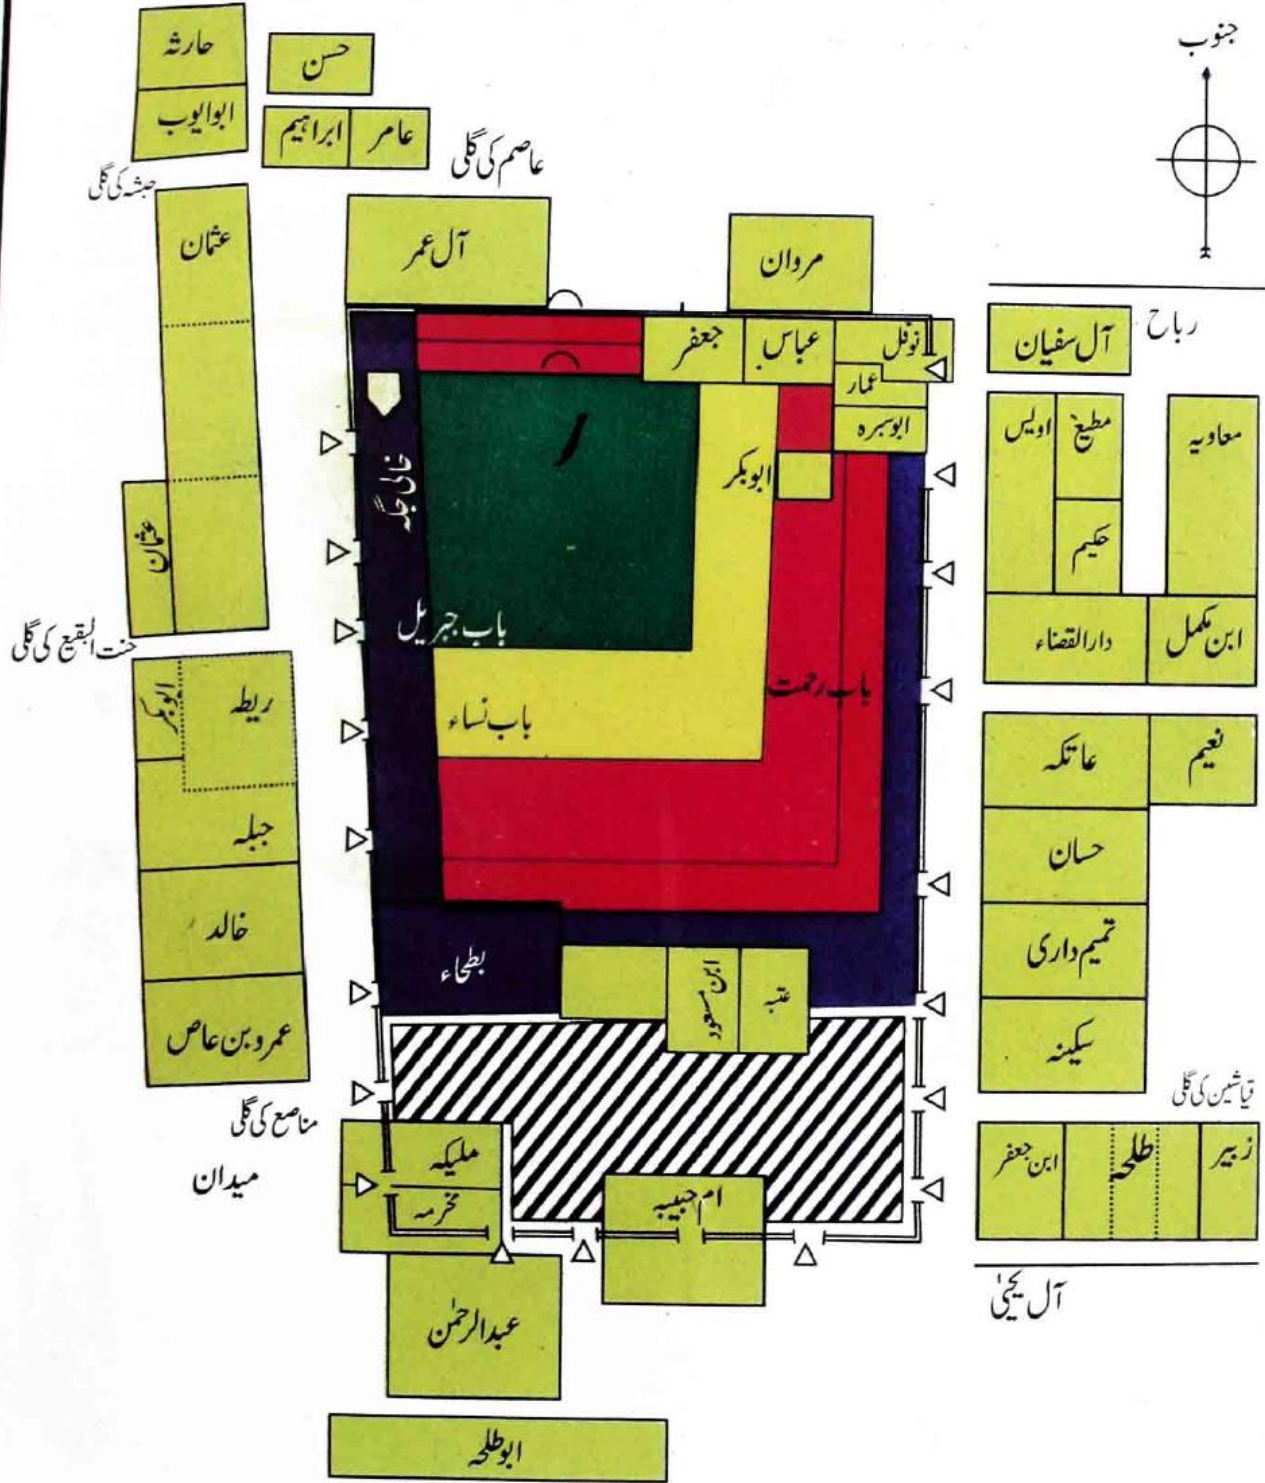 جنوب
حارثہ
حسن
ابوایوب
ابراہیم
عامر
عاصم کی گلی
حبشہ کی گلی
عثمان
آل عمر
مروان
رباح
آل سفیان
جعفر
عباس
نوفل
عمار
ابوسبرہ
اویس
مطیع
معاویہ
ابوبکر
خالی جگہ
حکیم
عثمان
باب جبریل
دارالقضاء
ابن مکمل
جنت البقیع کی گلی
ابوبکر
ریطہ
باب رحمت
باب نساء
عاتکہ
نعیم
جبلہ
حسان
خالد
بطحاء
ابن مسعود
عتبہ
تمیم داری
عمرو بن عاص
سکینہ
قیاشین کی گلی
مناصع کی گلی
میدان
ملیکہ
مخرمہ
ام حبیبہ
ابن جعفر
طلحہ
زبیر
آل یحیٰی
عبدالرحمٰن
ابوطلحہ